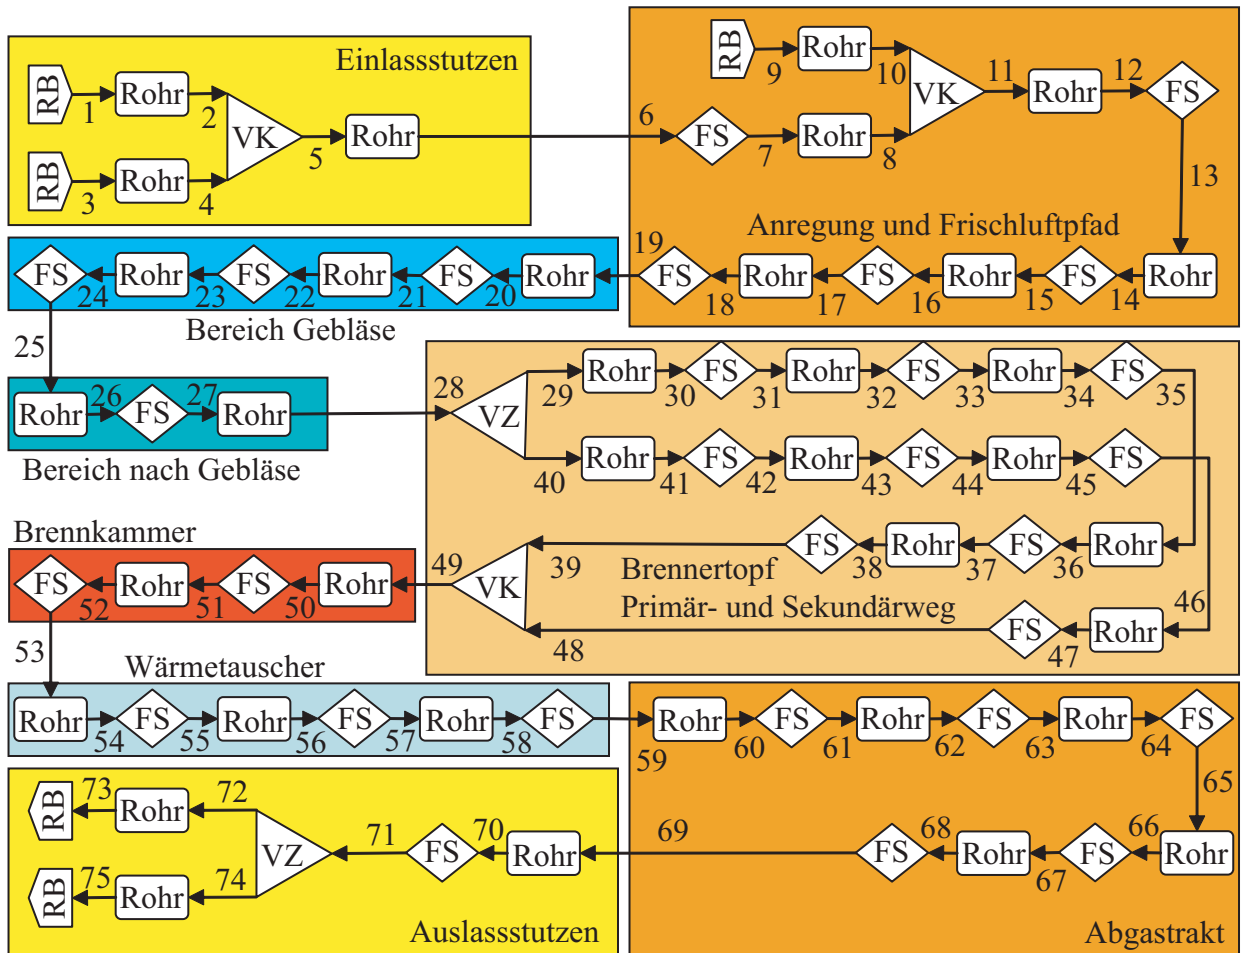 Einlassstutzen
RB 1 Rohr 2
VK 5 Rohr 6
RB 3 Rohr 4
RB 9 Rohr 10
VK 11 Rohr 12 FS
FS 7 Rohr 8
13
Anregung und Frischluftpfad
19 FS 18 Rohr 17 FS 16 Rohr 15 FS 14 Rohr
FS 24 Rohr 23 FS 22 Rohr 21 FS 20 Rohr
Bereich Gebläse
25
Rohr 26 FS 27 Rohr 28
Bereich nach Gebläse
VZ
29 Rohr 30 FS 31 Rohr 32 FS 33 Rohr 34 FS 35
40 Rohr 41 FS 42 Rohr 43 FS 44 Rohr 45 FS
39 FS 38 Rohr 37 FS 36 Rohr
Brennertopf
Primär- und Sekundärweg
46
48 FS 47 Rohr
VK 49
Brennkammer
FS 52 Rohr 51 FS 50 Rohr
53
Wärmetauscher
Rohr 54 FS 55 Rohr 56 FS 57 Rohr 58 FS
59 Rohr 60 FS 61 Rohr 62 FS 63 Rohr 64 FS
65
69 FS 68 Rohr 67 FS 66 Rohr
Abgastrakt
RB 73 Rohr 72
VZ 71 FS 70 Rohr
RB 75 Rohr 74
Auslassstutzen